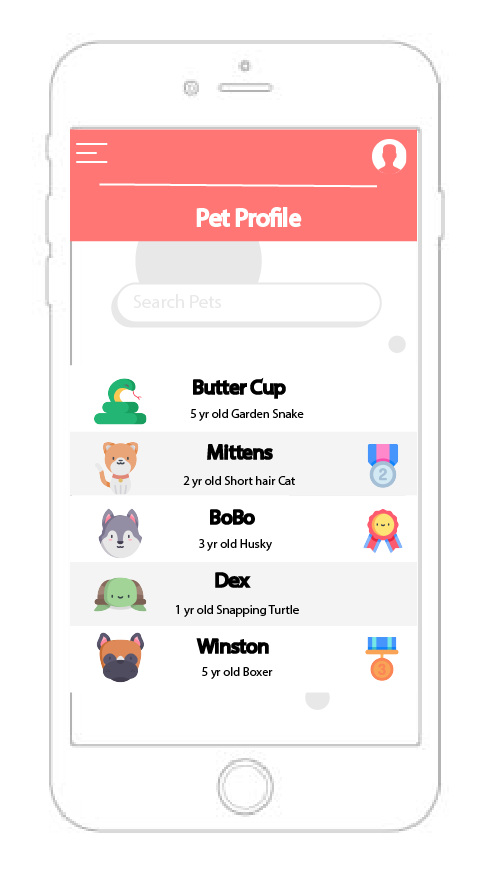 Pet Profile
Search Pets
Butter Cup
5 yr old Garden Snake
Mittens
2 yr old Short hair Cat
2
BoBo
3 yr old Husky
Dex
1 yr old Snapping Turtle
Winston
5 yr old Boxer
3